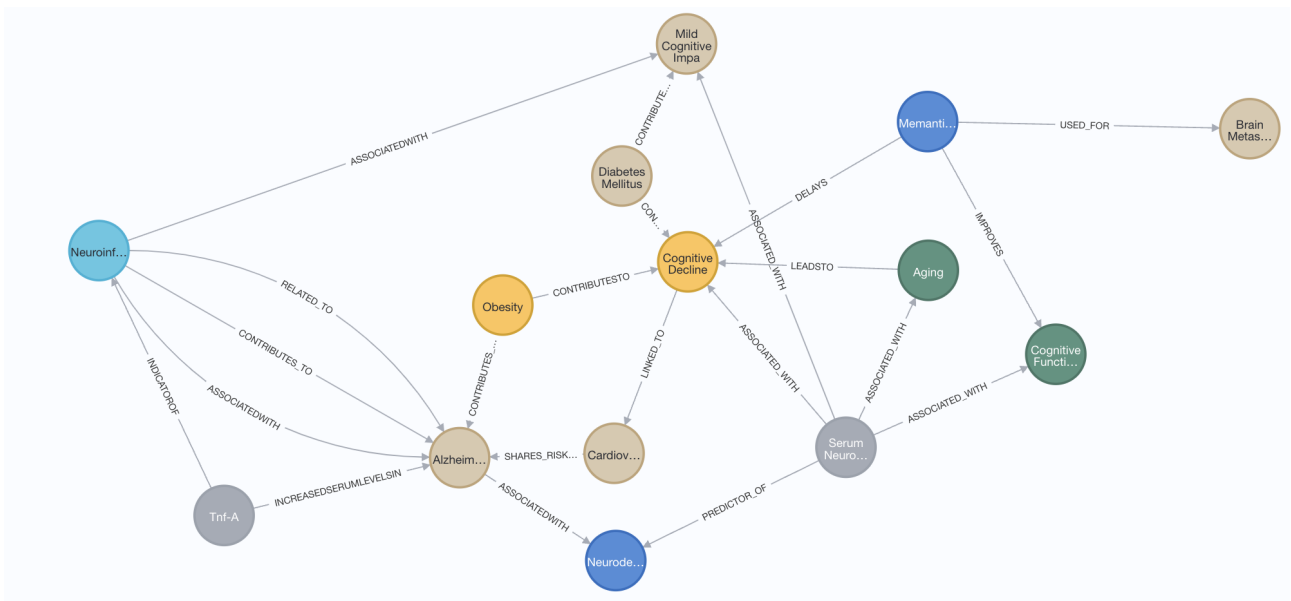 Mild
Cognitive
Impa
CONTRIBUTE...
ASSOCIATEDWITH
Memanti...
USED_FOR
Brain
Metas...
Diabetes
Mellitus
DELAYS
CON...
ASSOCIATED_WITH
IMPROVES
Neuroinf...
Cognitive
Decline
LEADSTO
Aging
RELATED_TO
CONTRIBUTESTO
Obesity
CONTRIBUTES_TO
LINKED_TO
ASSOCIATED_WITH
ASSOCIATED_WITH
Cognitive
Functi...
INDICATOROF
ASSOCIATEDWITH
CONTRIBUTES_...
ASSOCIATED_WITH
Alzheim...
SHARES_RISK...
Cardiov...
Serum
Neuro...
INCREASEDSERUMLEVELSIN
Tnf-A
ASSOCIATEDWITH
PREDICTOR_OF
Neurode...